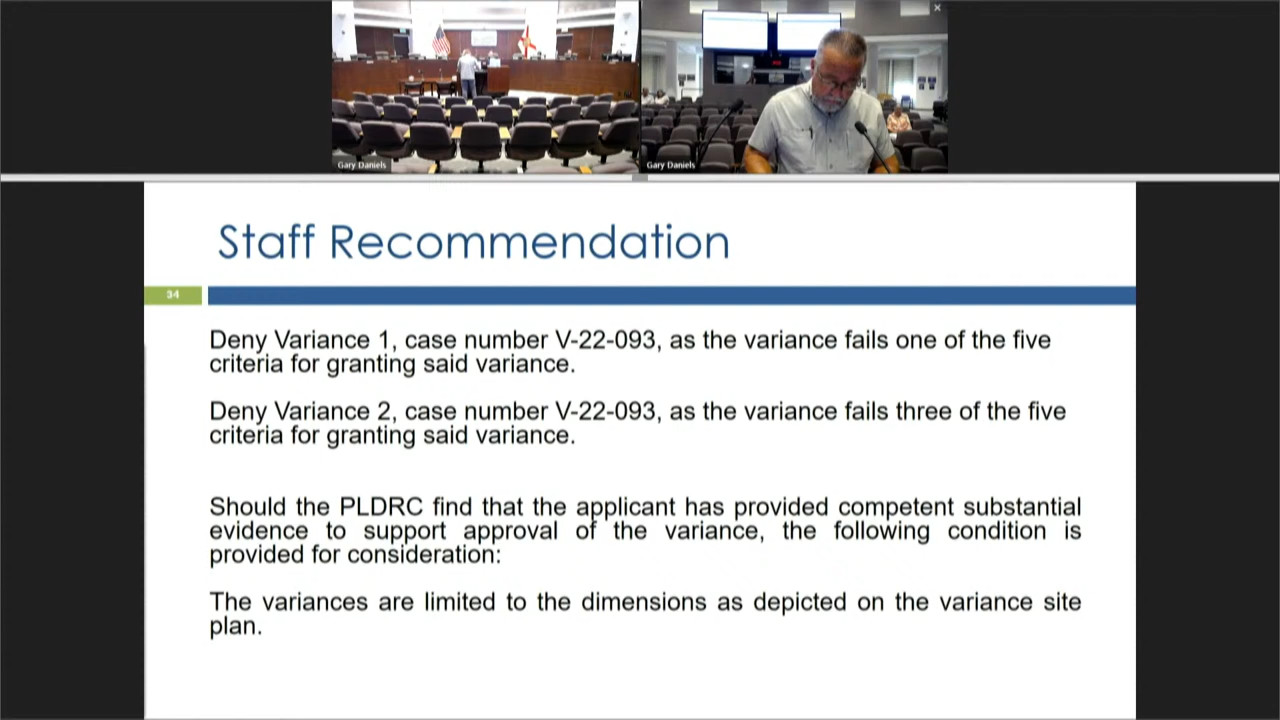 Gary Daniels
Gary Daniels
Staff Recommendation
34
Deny Variance 1, case number V-22-093, as the variance fails one of the five
criteria for granting said variance.
Deny Variance 2, case number V-22-093, as the variance fails three of the five
criteria for granting said variance.
Should the PLDRC find that the applicant has provided competent substantial
evidence to support approval of the variance, the following condition is
provided for consideration:
The variances are limited to the dimensions as depicted on the variance site
plan.